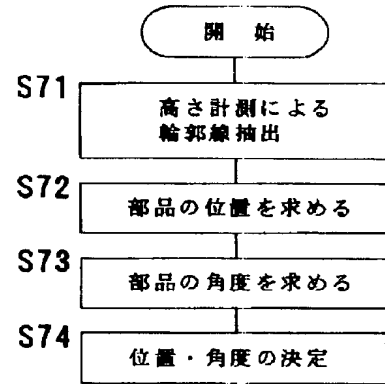 開始
S71
高さ計測による
輪郭線抽出
S72
部品の位置を求める
S73
部品の角度を求める
S74
位置・角度の決定